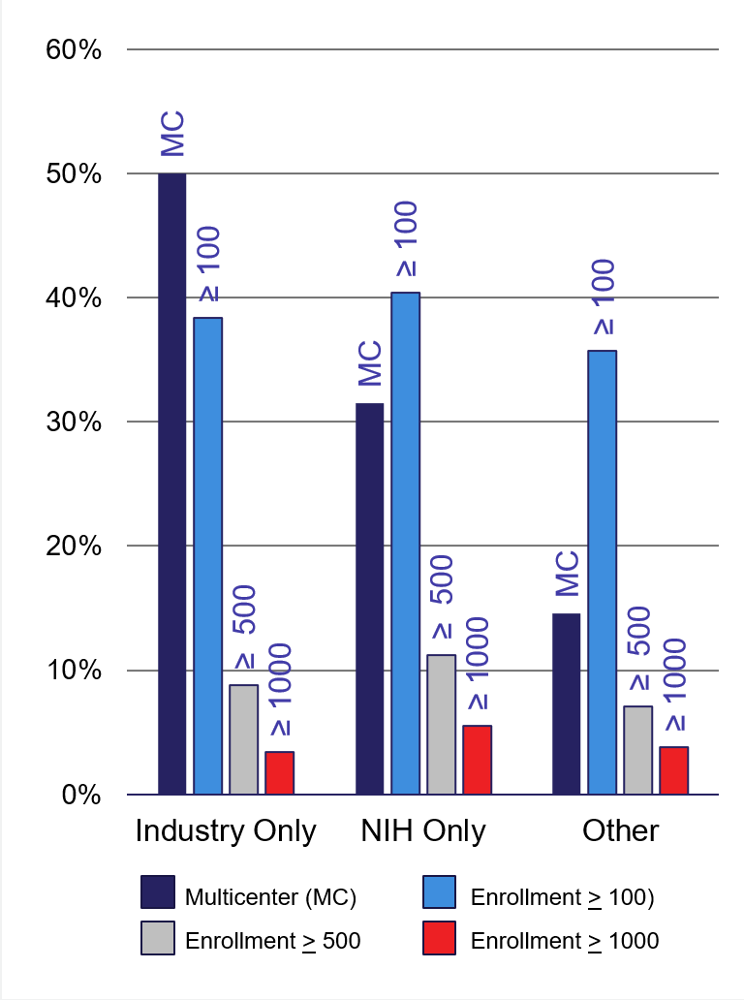 60%
MC
50%
≥ 100
≥ 100
≥ 100
40%
MC
30%
MC
20%
≥ 500
≥ 500
≥ 500
≥ 1000
≥ 1000
≥ 1000
10%
0%
Industry Only NIH Only Other
Multicenter (MC) Enrollment ≥ 100)
Enrollment ≥ 500 Enrollment ≥ 1000